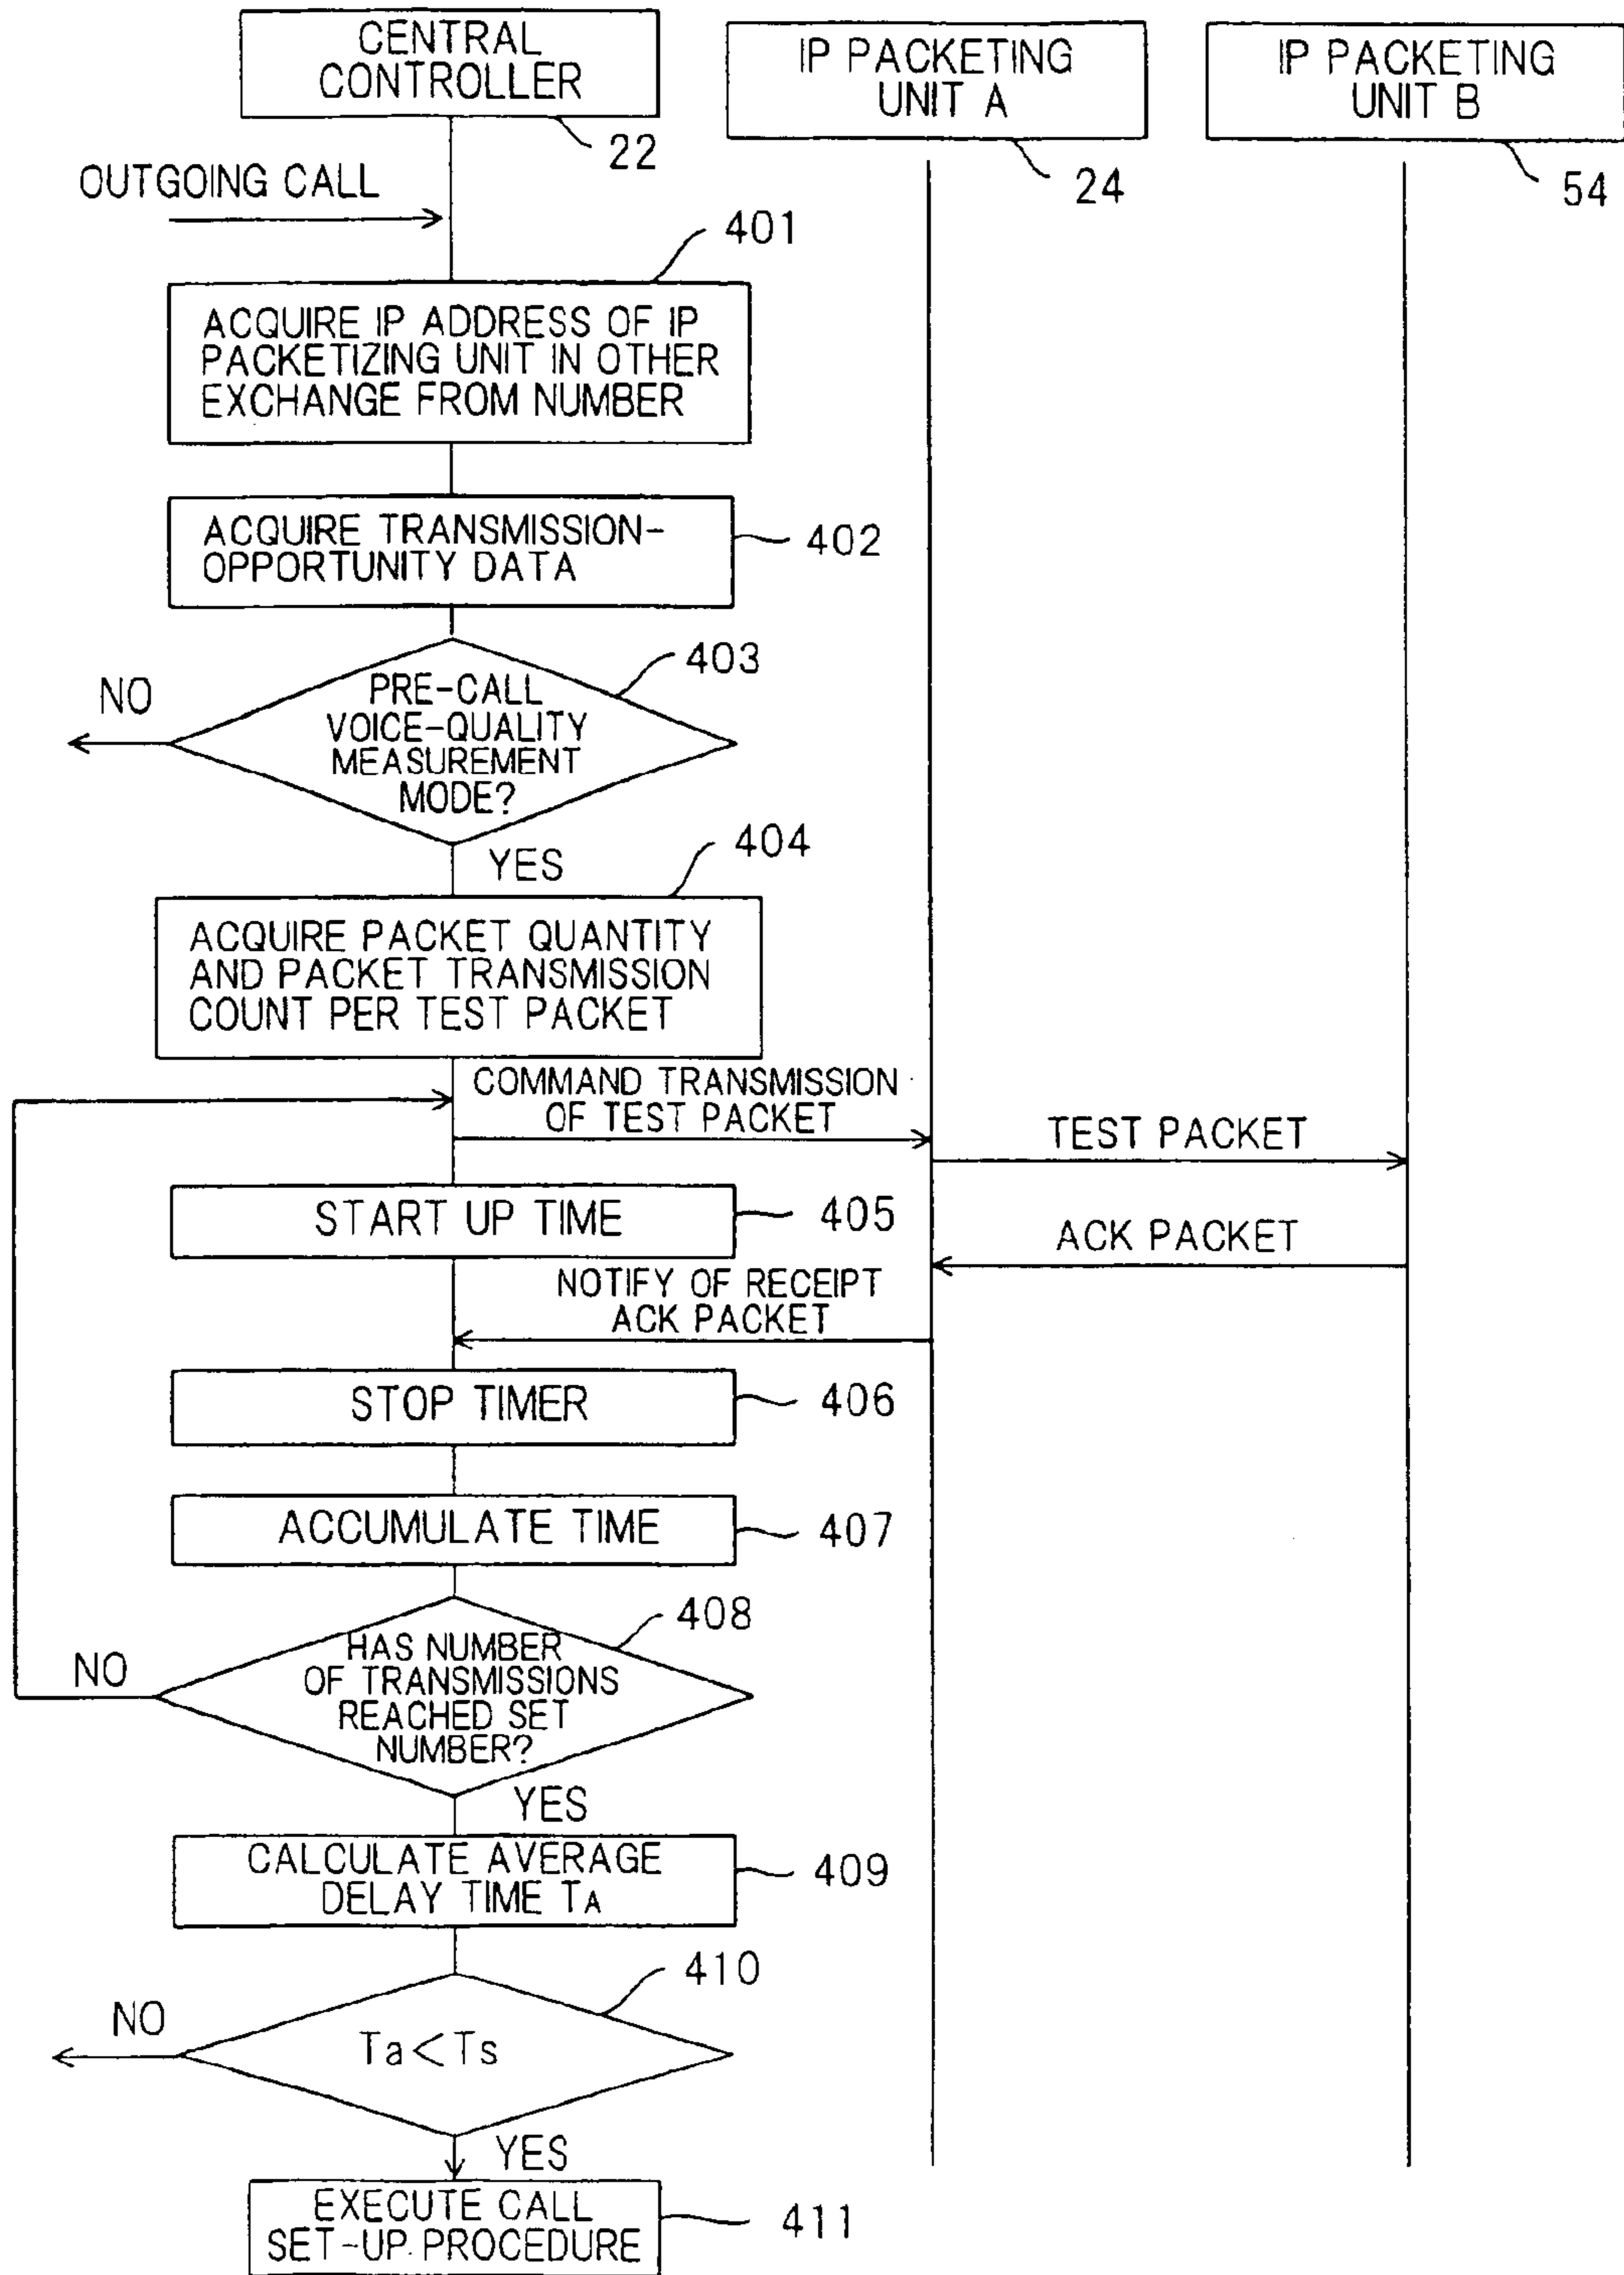 CENTRAL
CONTROLLER
22
IP PACKETING
UNIT A
24
IP PACKETING
UNIT B
54
OUTGOING CALL
401
ACQUIRE IP ADDRESS OF IP
PACKETIZING UNIT IN OTHER
EXCHANGE FROM NUMBER
ACQUIRE TRANSMISSION-
OPPORTUNITY DATA
402
403
NO
PRE-CALL
VOICE-QUALITY
MEASUREMENT
MODE?
YES
404
ACQUIRE PACKET QUANTITY
AND PACKET TRANSMISSION
COUNT PER TEST PACKET
COMMAND TRANSMISSION
OF TEST PACKET
TEST PACKET
START UP TIME
405
ACK PACKET
NOTIFY OF RECEIPT
ACK PACKET
STOP TIMER
406
ACCUMULATE TIME
407
408
NO
HAS NUMBER
OF TRANSMISSIONS
REACHED SET
NUMBER?
YES
CALCULATE AVERAGE
DELAY TIME TA
409
410
NO
Ta<Ts
YES
EXECUTE CALL
SET-UP PROCEDURE
411